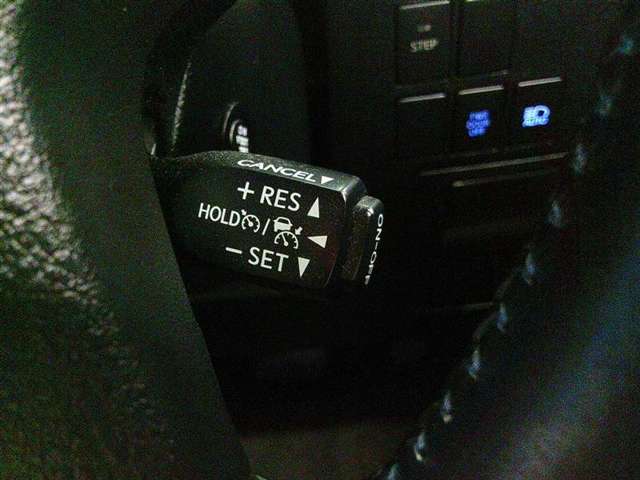 STEP
CANCEL▼
+ RES ▲
HOLD /
- SET ▼
ON-OFF